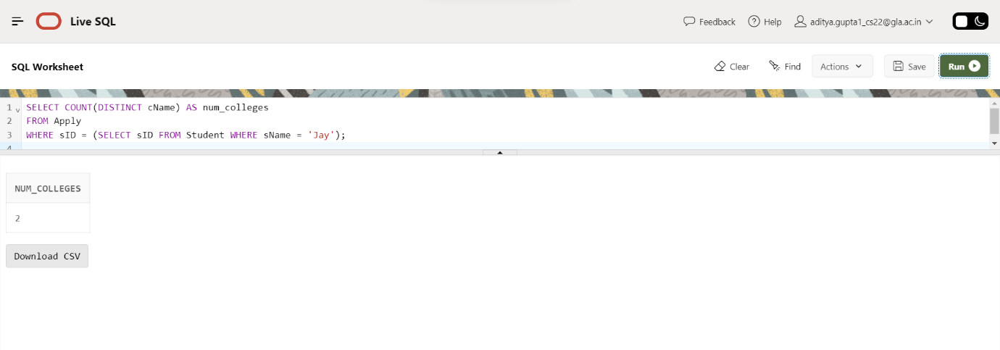 Live SQL
Feedback
Help
aditya.gupta1_cs22@gla.ac.in
SQL Worksheet
Clear
Find
Actions
Save
Run
1 SELECT COUNT(DISTINCT cName) AS num_colleges
2 FROM Apply
3 WHERE sID = (SELECT sID FROM Student WHERE sName = 'Jay');
4
NUM_COLLEGES
2
Download CSV